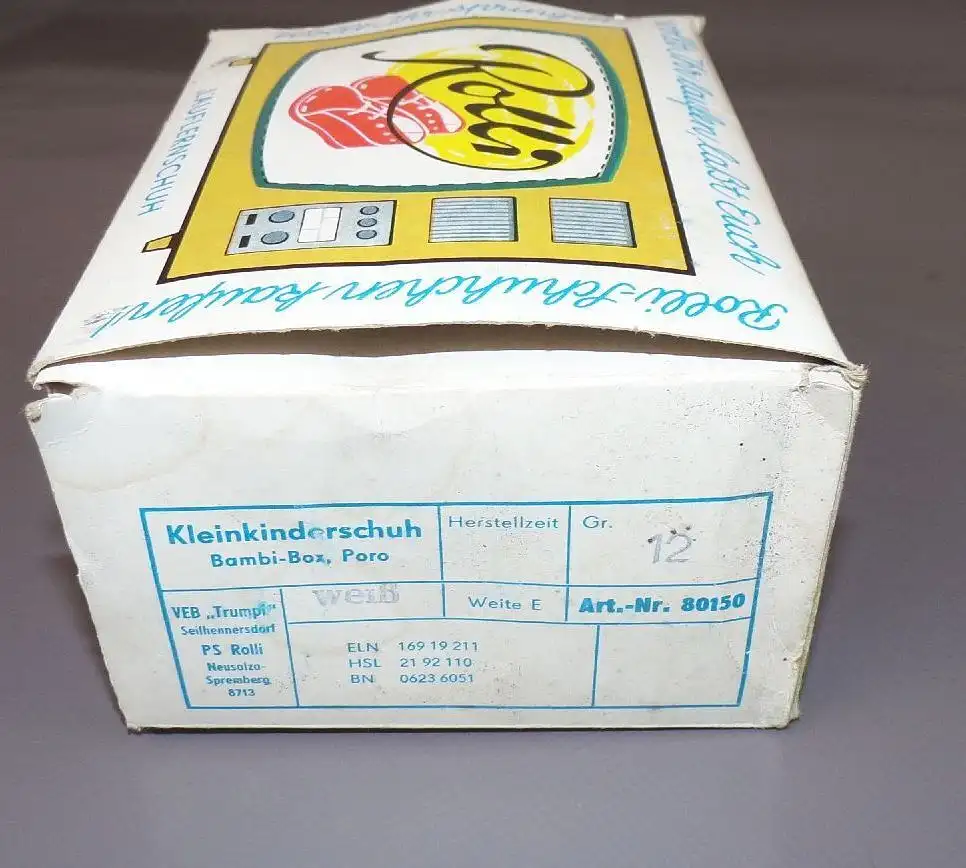 Rolli
LAUFLERNSCHUH
laßt Euch
Rolli-Schuhchen kaufen!
Kleinkinderschuh
Bambi-Box, Poro
Herstellzeit
Gr.
12
weiß
Weite E
Art.-Nr. 80150
VEB „Trumpf"
Seifhennersdorf
PS Rolli
Neusalza-
Spremberg
8713
ELN 169 19 211
HSL 21 92 110
BN 0623 6051